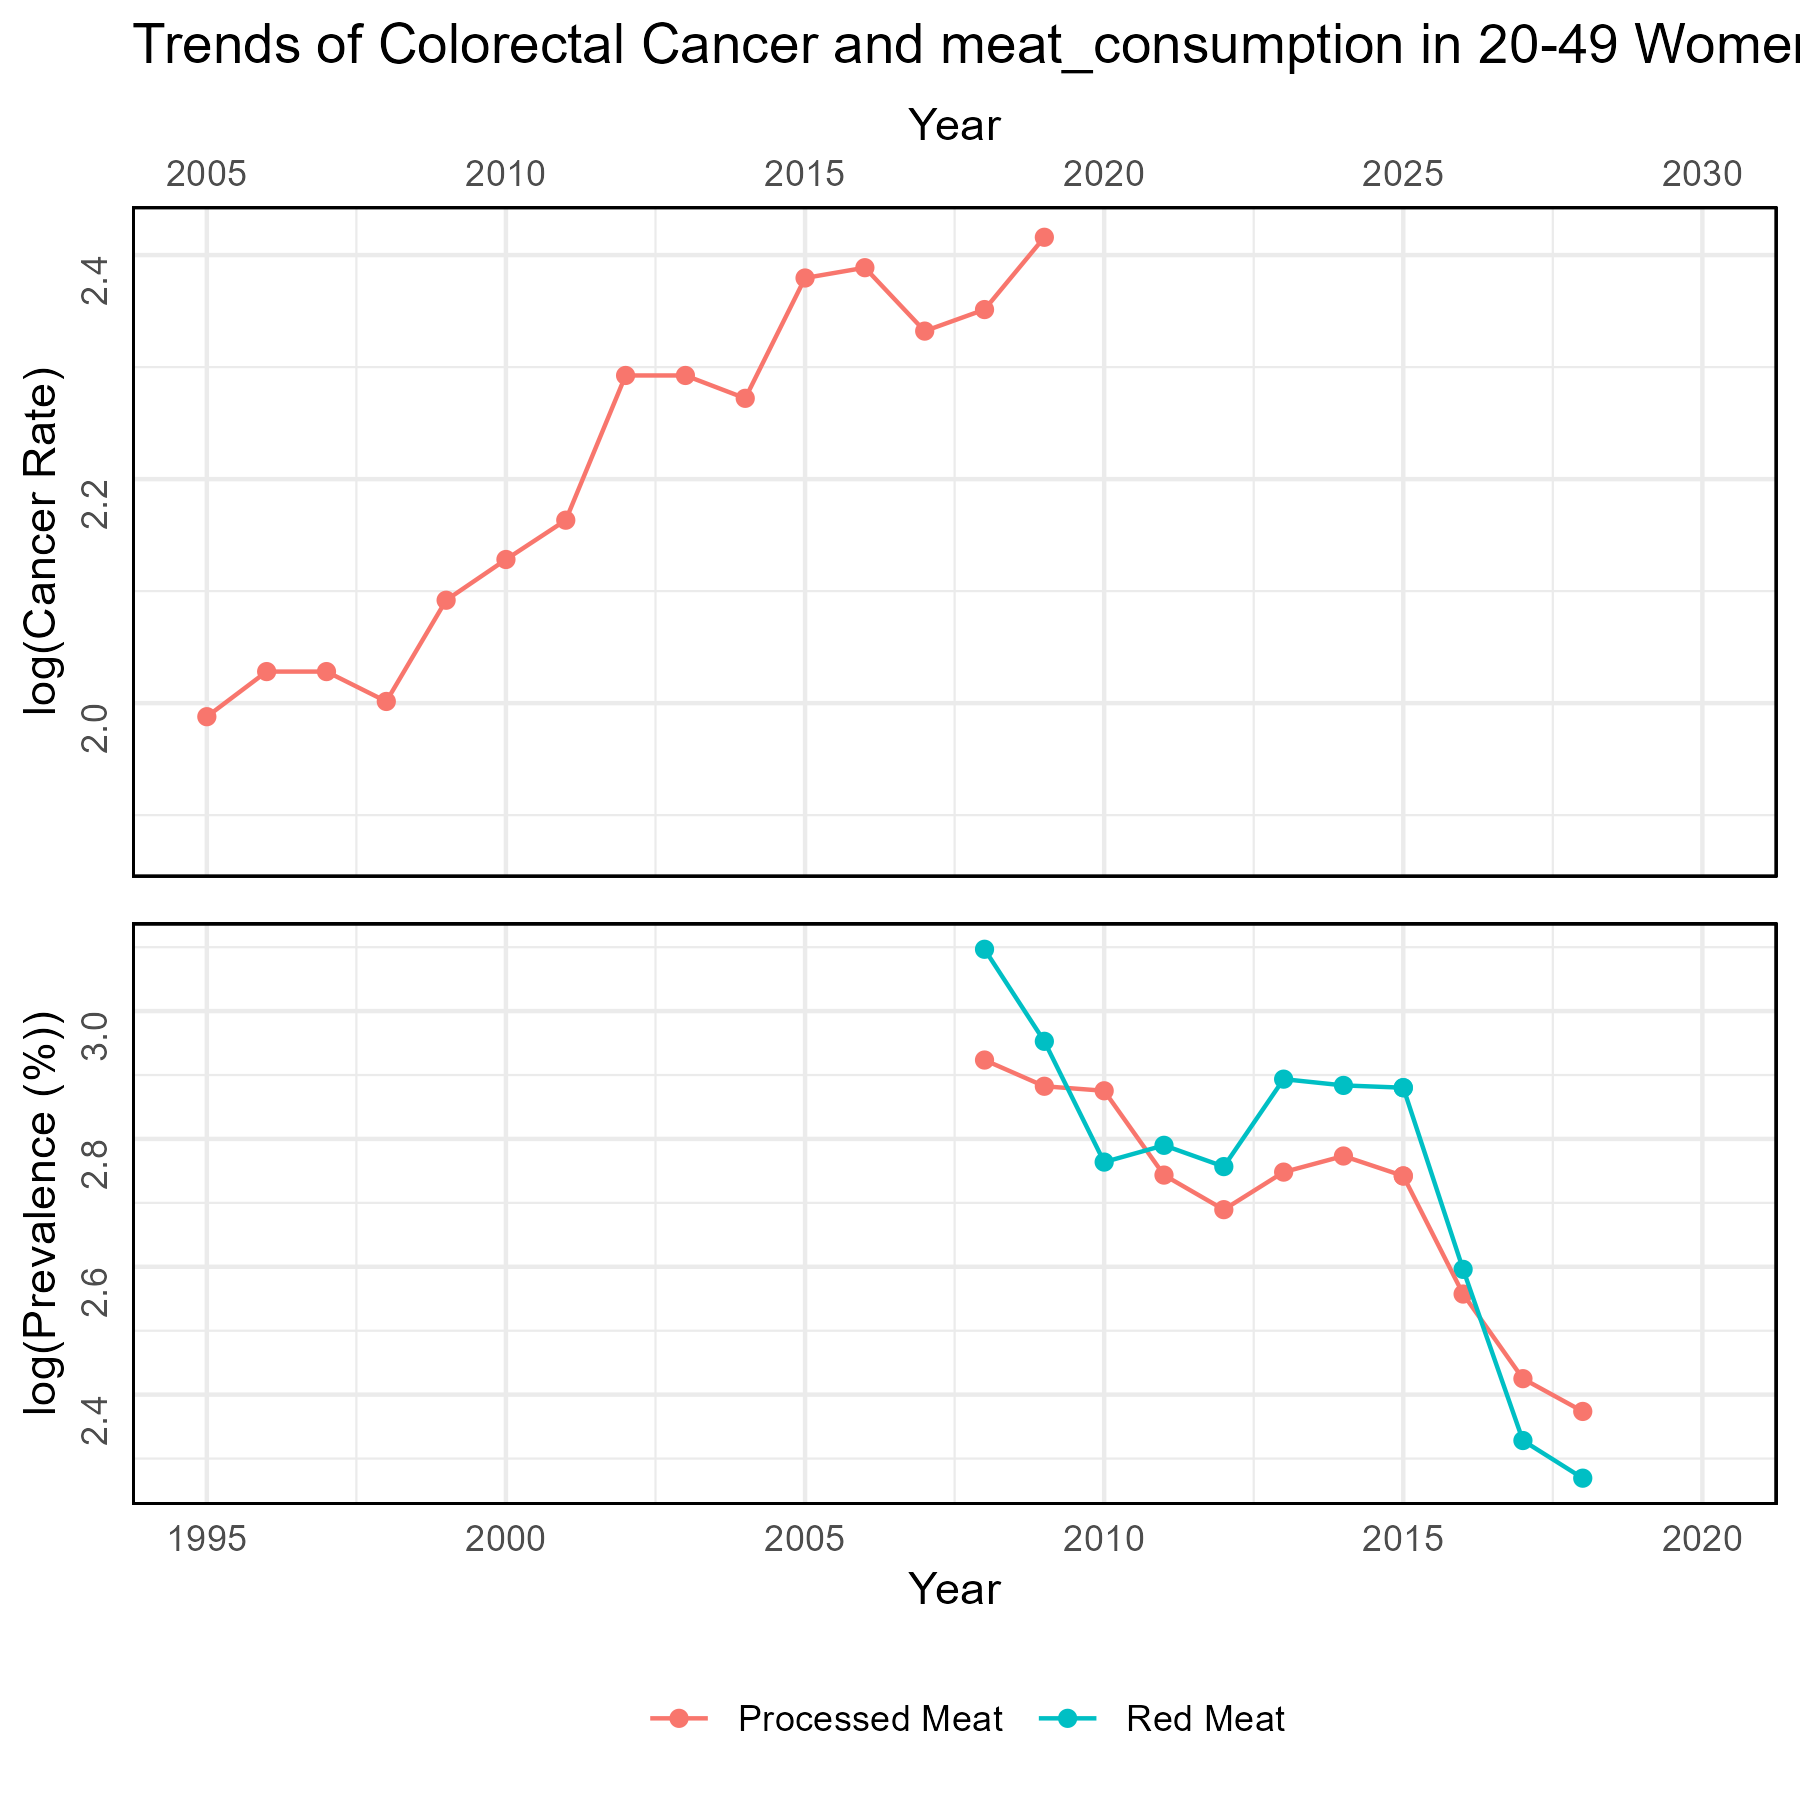 Trends of Colorectal Cancer and meat_consumption in 20-49 Women
Year
2005 2010 2015 2020 2025 2030
log(Cancer Rate)
2.4
2.2
2.0
log(Prevalence (%))
3.0
2.8
2.6
2.4
1995 2000 2005 2010 2015 2020
Year
Processed Meat Red Meat